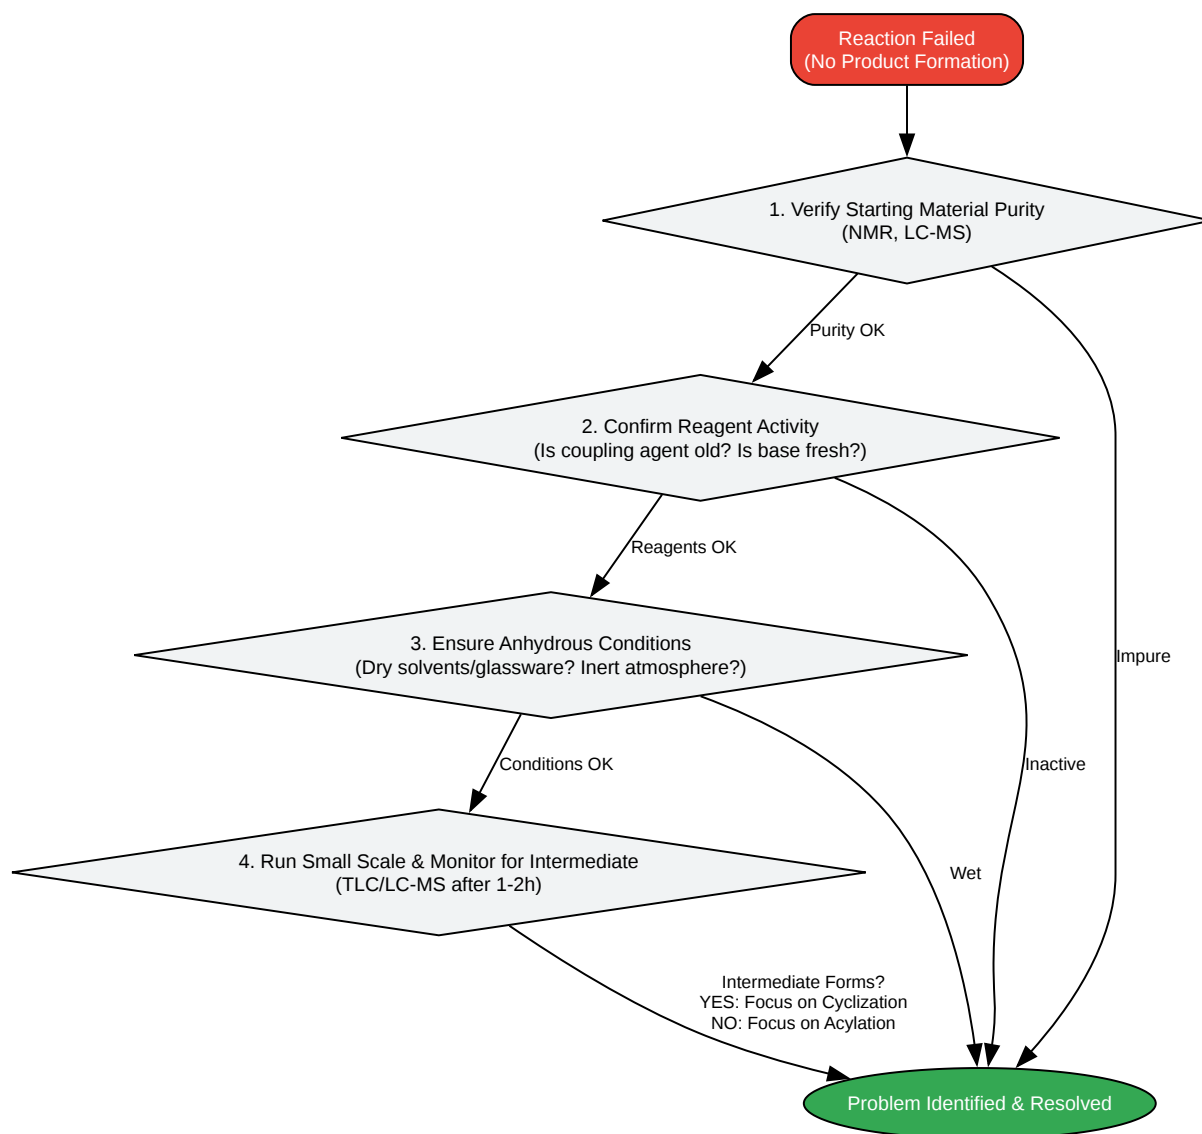 Reaction Failed
(No Product Formation)
1. Verify Starting Material Purity
(NMR, LC-MS)
Purity OK
2. Confirm Reagent Activity
(Is coupling agent old? Is base fresh?)
Reagents OK
3. Ensure Anhydrous Conditions
(Dry solvents/glassware? Inert atmosphere?)
Impure
Conditions OK
Inactive
4. Run Small Scale & Monitor for Intermediate
(TLC/LC-MS after 1-2h)
Wet
Intermediate Forms?
YES: Focus on Cyclization
NO: Focus on Acylation
Problem Identified & Resolved